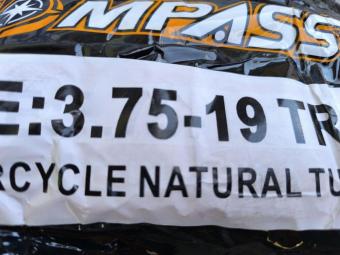 MPASS
E:3.75-19 TR
RCYCLE NATURAL TU